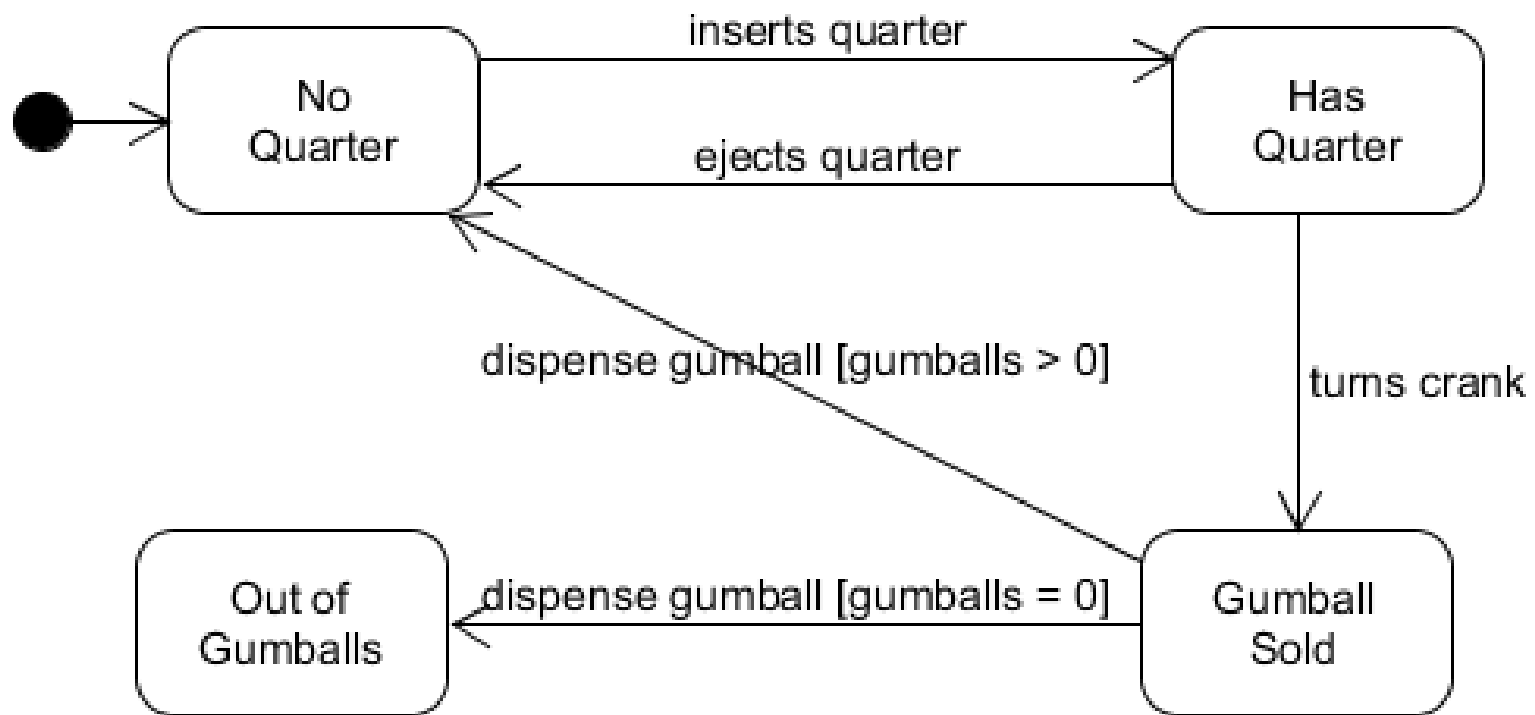 inserts quarter
No
Quarter
Has
Quarter
ejects quarter
dispense gumball [gumballs > 0]
turns crank
Out of
Gumballs
dispense gumball [gumballs = 0]
Gumball
Sold